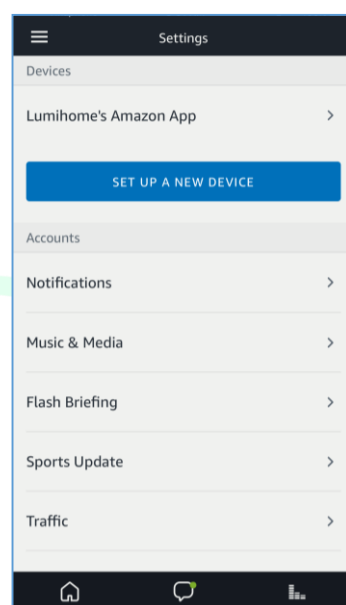 Settings
Devices
Lumihome's Amazon App
SET UP A NEW DEVICE
Accounts
Notifications
Music & Media
Flash Briefing
Sports Update
Traffic